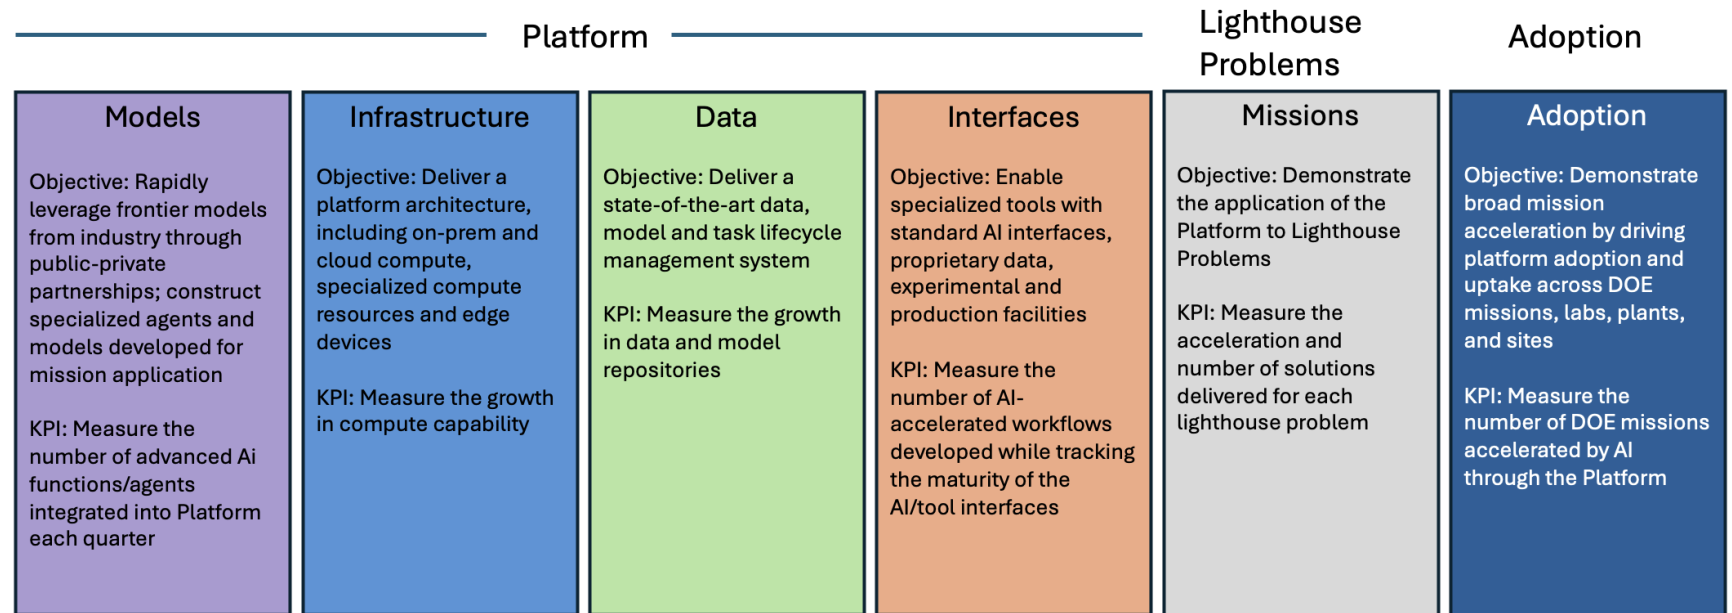 Platform
Lighthouse
Problems
Adoption
Models
Objective: Rapidly
leverage frontier models
from industry through
public-private
partnerships; construct
specialized agents and
models developed for
mission application
KPI: Measure the
number of advanced Ai
functions/agents
integrated into Platform
each quarter
Infrastructure
Objective: Deliver a
platform architecture,
including on-prem and
cloud compute,
specialized compute
resources and edge
devices
KPI: Measure the growth
in compute capability
Data
Objective: Deliver a
state-of-the-art data,
model and task lifecycle
management system
KPI: Measure the growth
in data and model
repositories
Interfaces
Objective: Enable
specialized tools with
standard AI interfaces,
proprietary data,
experimental and
production facilities
KPI: Measure the
number of AI-
accelerated workflows
developed while tracking
the maturity of the
AI/tool interfaces
Missions
Objective: Demonstrate
the application of the
Platform to Lighthouse
Problems
KPI: Measure the
acceleration and
number of solutions
delivered for each
lighthouse problem
Adoption
Objective: Demonstrate
broad mission
acceleration by driving
platform adoption and
uptake across DOE
missions, labs, plants,
and sites
KPI: Measure the
number of DOE missions
accelerated by AI
through the Platform